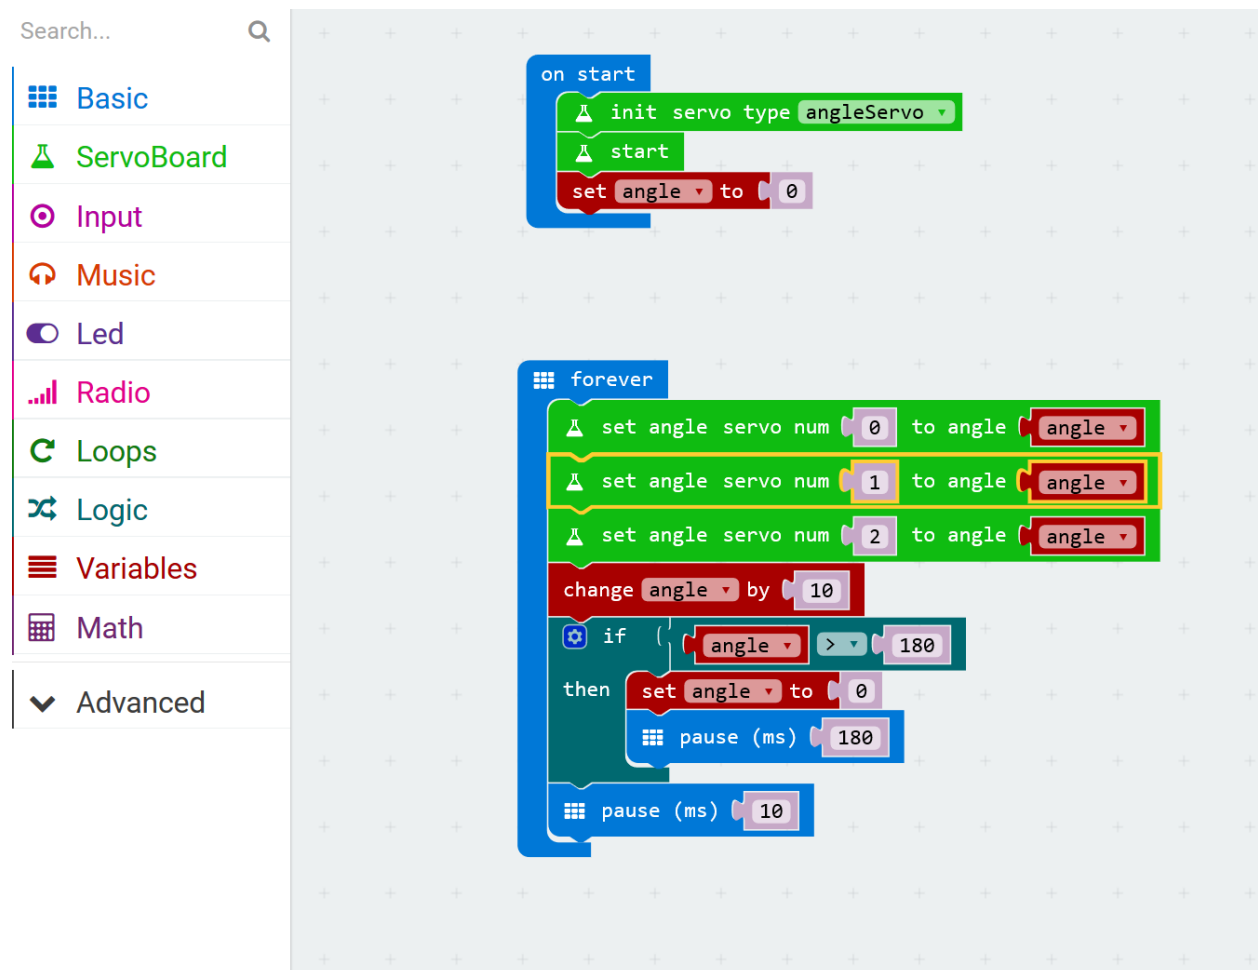 Search...
Basic
ServoBoard
Input
Music
Led
Radio
Loops
Logic
Variables
Math
Advanced
on start
init servo type angleServo
start
set angle to 0
forever
set angle servo num 0 to angle angle
set angle servo num 1 to angle angle
set angle servo num 2 to angle angle
change angle by 10
if angle > 180
then set angle to 0
pause (ms) 180
pause (ms) 10